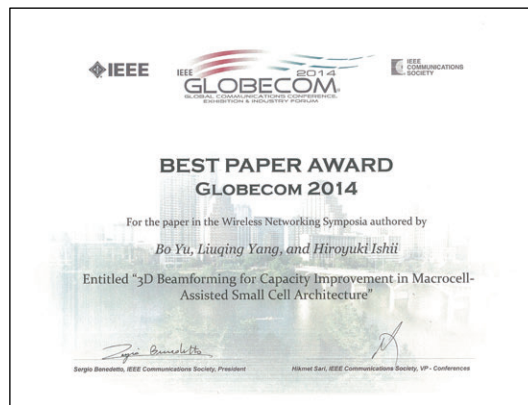 IEEE
IEEE 2014
GLOBECOM
GLOBAL COMMUNICATIONS CONFERENCE
EXHIBITION & INDUSTRY FORUM
IEEE
COMMUNICATIONS
SOCIETY
BEST PAPER AWARD
GLOBECOM 2014
For the paper in the Wireless Networking Symposia authored by
Bo Yu, Liuqing Yang, and Hiroyuki Ishii
Entitled “3D Beamforming for Capacity Improvement in Macrocell-
Assisted Small Cell Architecture”
Sergio Benedetto
Sergio Benedetto, IEEE Communications Society, President
Hikmet Sari, IEEE Communications Society, VP - Conferences